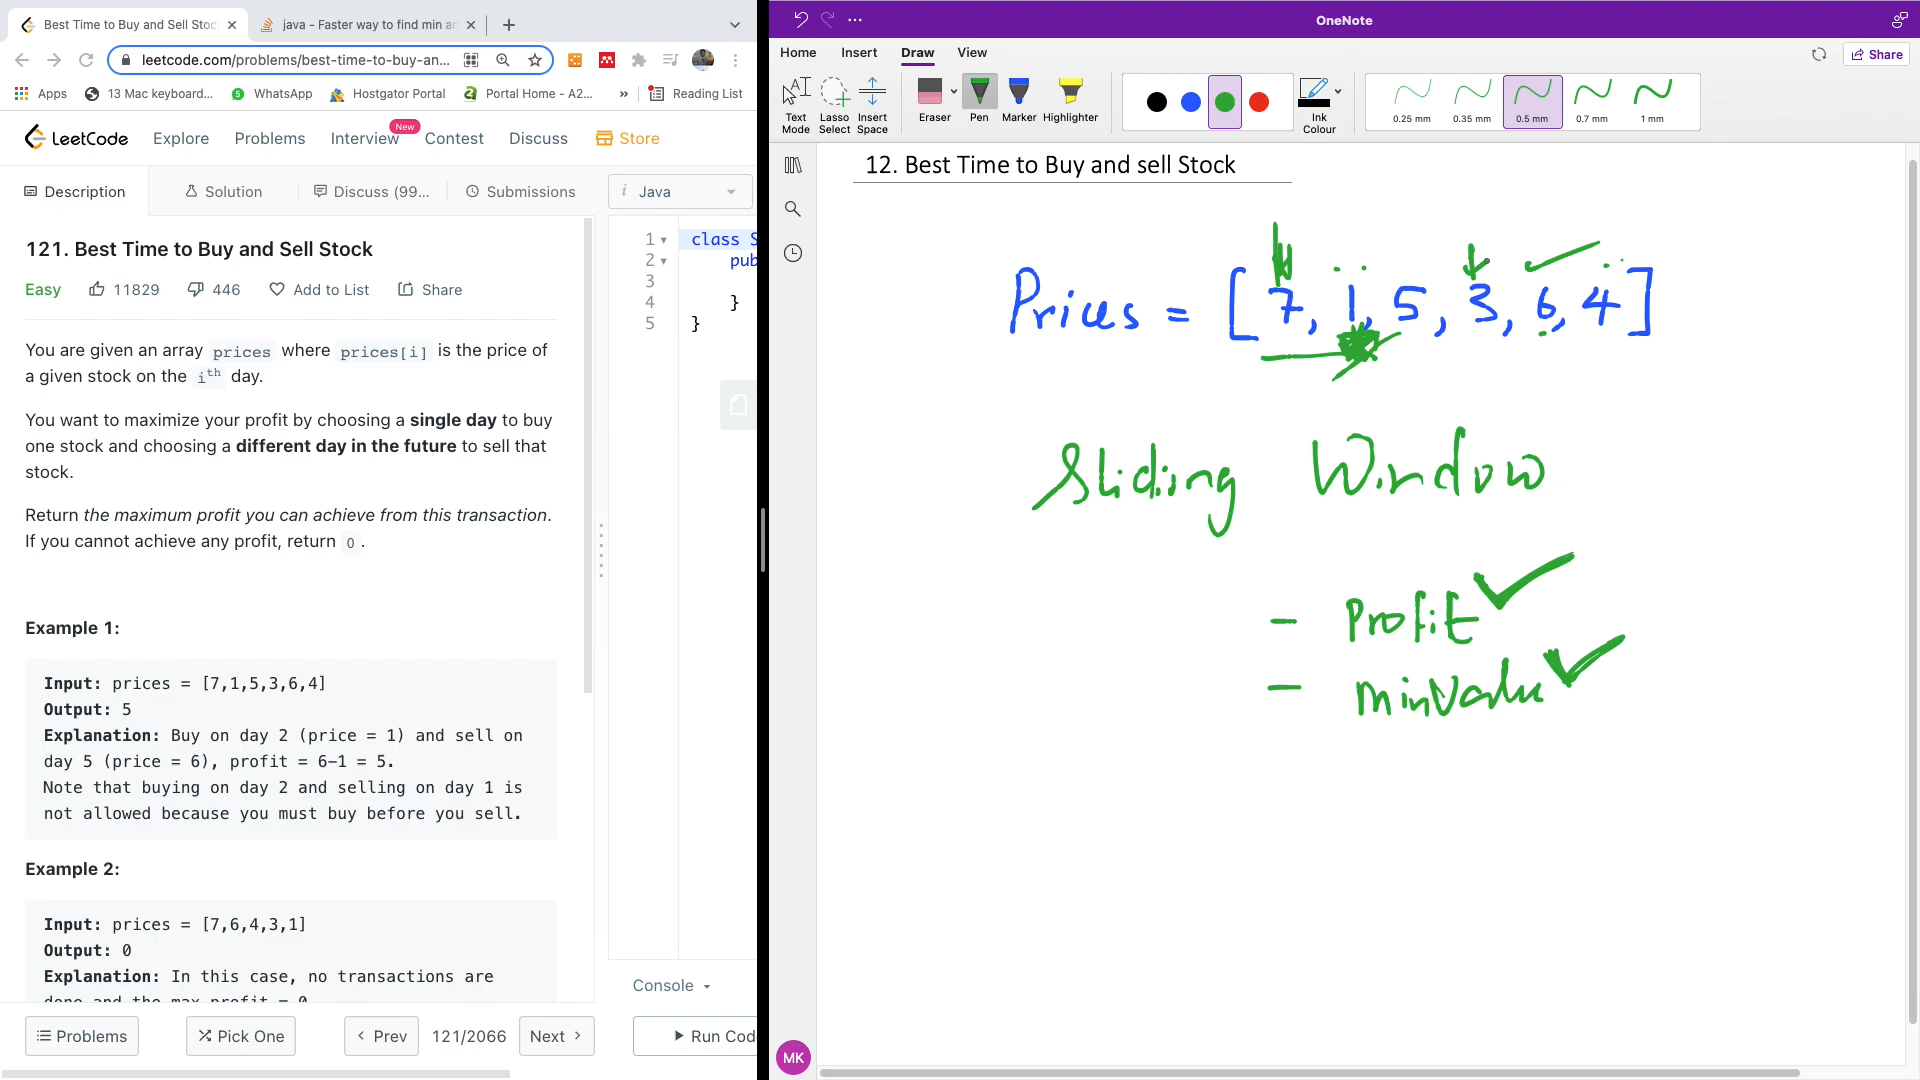 Best Time to Buy and Sell Stoc
java - Faster way to find min an
OneNote
leetcode.com/problems/best-time-to-buy-an...
Home Insert Draw View
Share
Apps 13 Mac keyboard... WhatsApp Hostgator Portal Portal Home - A2... » Reading List
Text Mode
Lasso Select
Insert Space
Eraser
Pen
Marker
Highlighter
Ink Colour
0.25 mm 0.35 mm 0.5 mm 0.7 mm 1 mm
LeetCode Explore Problems Interview New Contest Discuss Store
Description Solution Discuss (99... Submissions
i Java
121. Best Time to Buy and Sell Stock
Easy 11829 446 Add to List Share
You are given an array prices where prices[i] is the price of
a given stock on the ith day.
You want to maximize your profit by choosing a single day to buy
one stock and choosing a different day in the future to sell that
stock.
Return the maximum profit you can achieve from this transaction.
If you cannot achieve any profit, return 0 .
Example 1:
Input: prices = [7,1,5,3,6,4]
Output: 5
Explanation: Buy on day 2 (price = 1) and sell on
day 5 (price = 6), profit = 6-1 = 5.
Note that buying on day 2 and selling on day 1 is
not allowed because you must buy before you sell.
Example 2:
Input: prices = [7,6,4,3,1]
Output: 0
Explanation: In this case, no transactions are
done and the max profit = 0
Problems Pick One Prev 121/2066 Next
1 class S
2 pub
3
4 }
5 }
Console
Run Cod
12. Best Time to Buy and sell Stock
Prices = [ 7, 1, 5, 3, 6, 4 ]
Sliding Window
- Profit
- minValue
MK